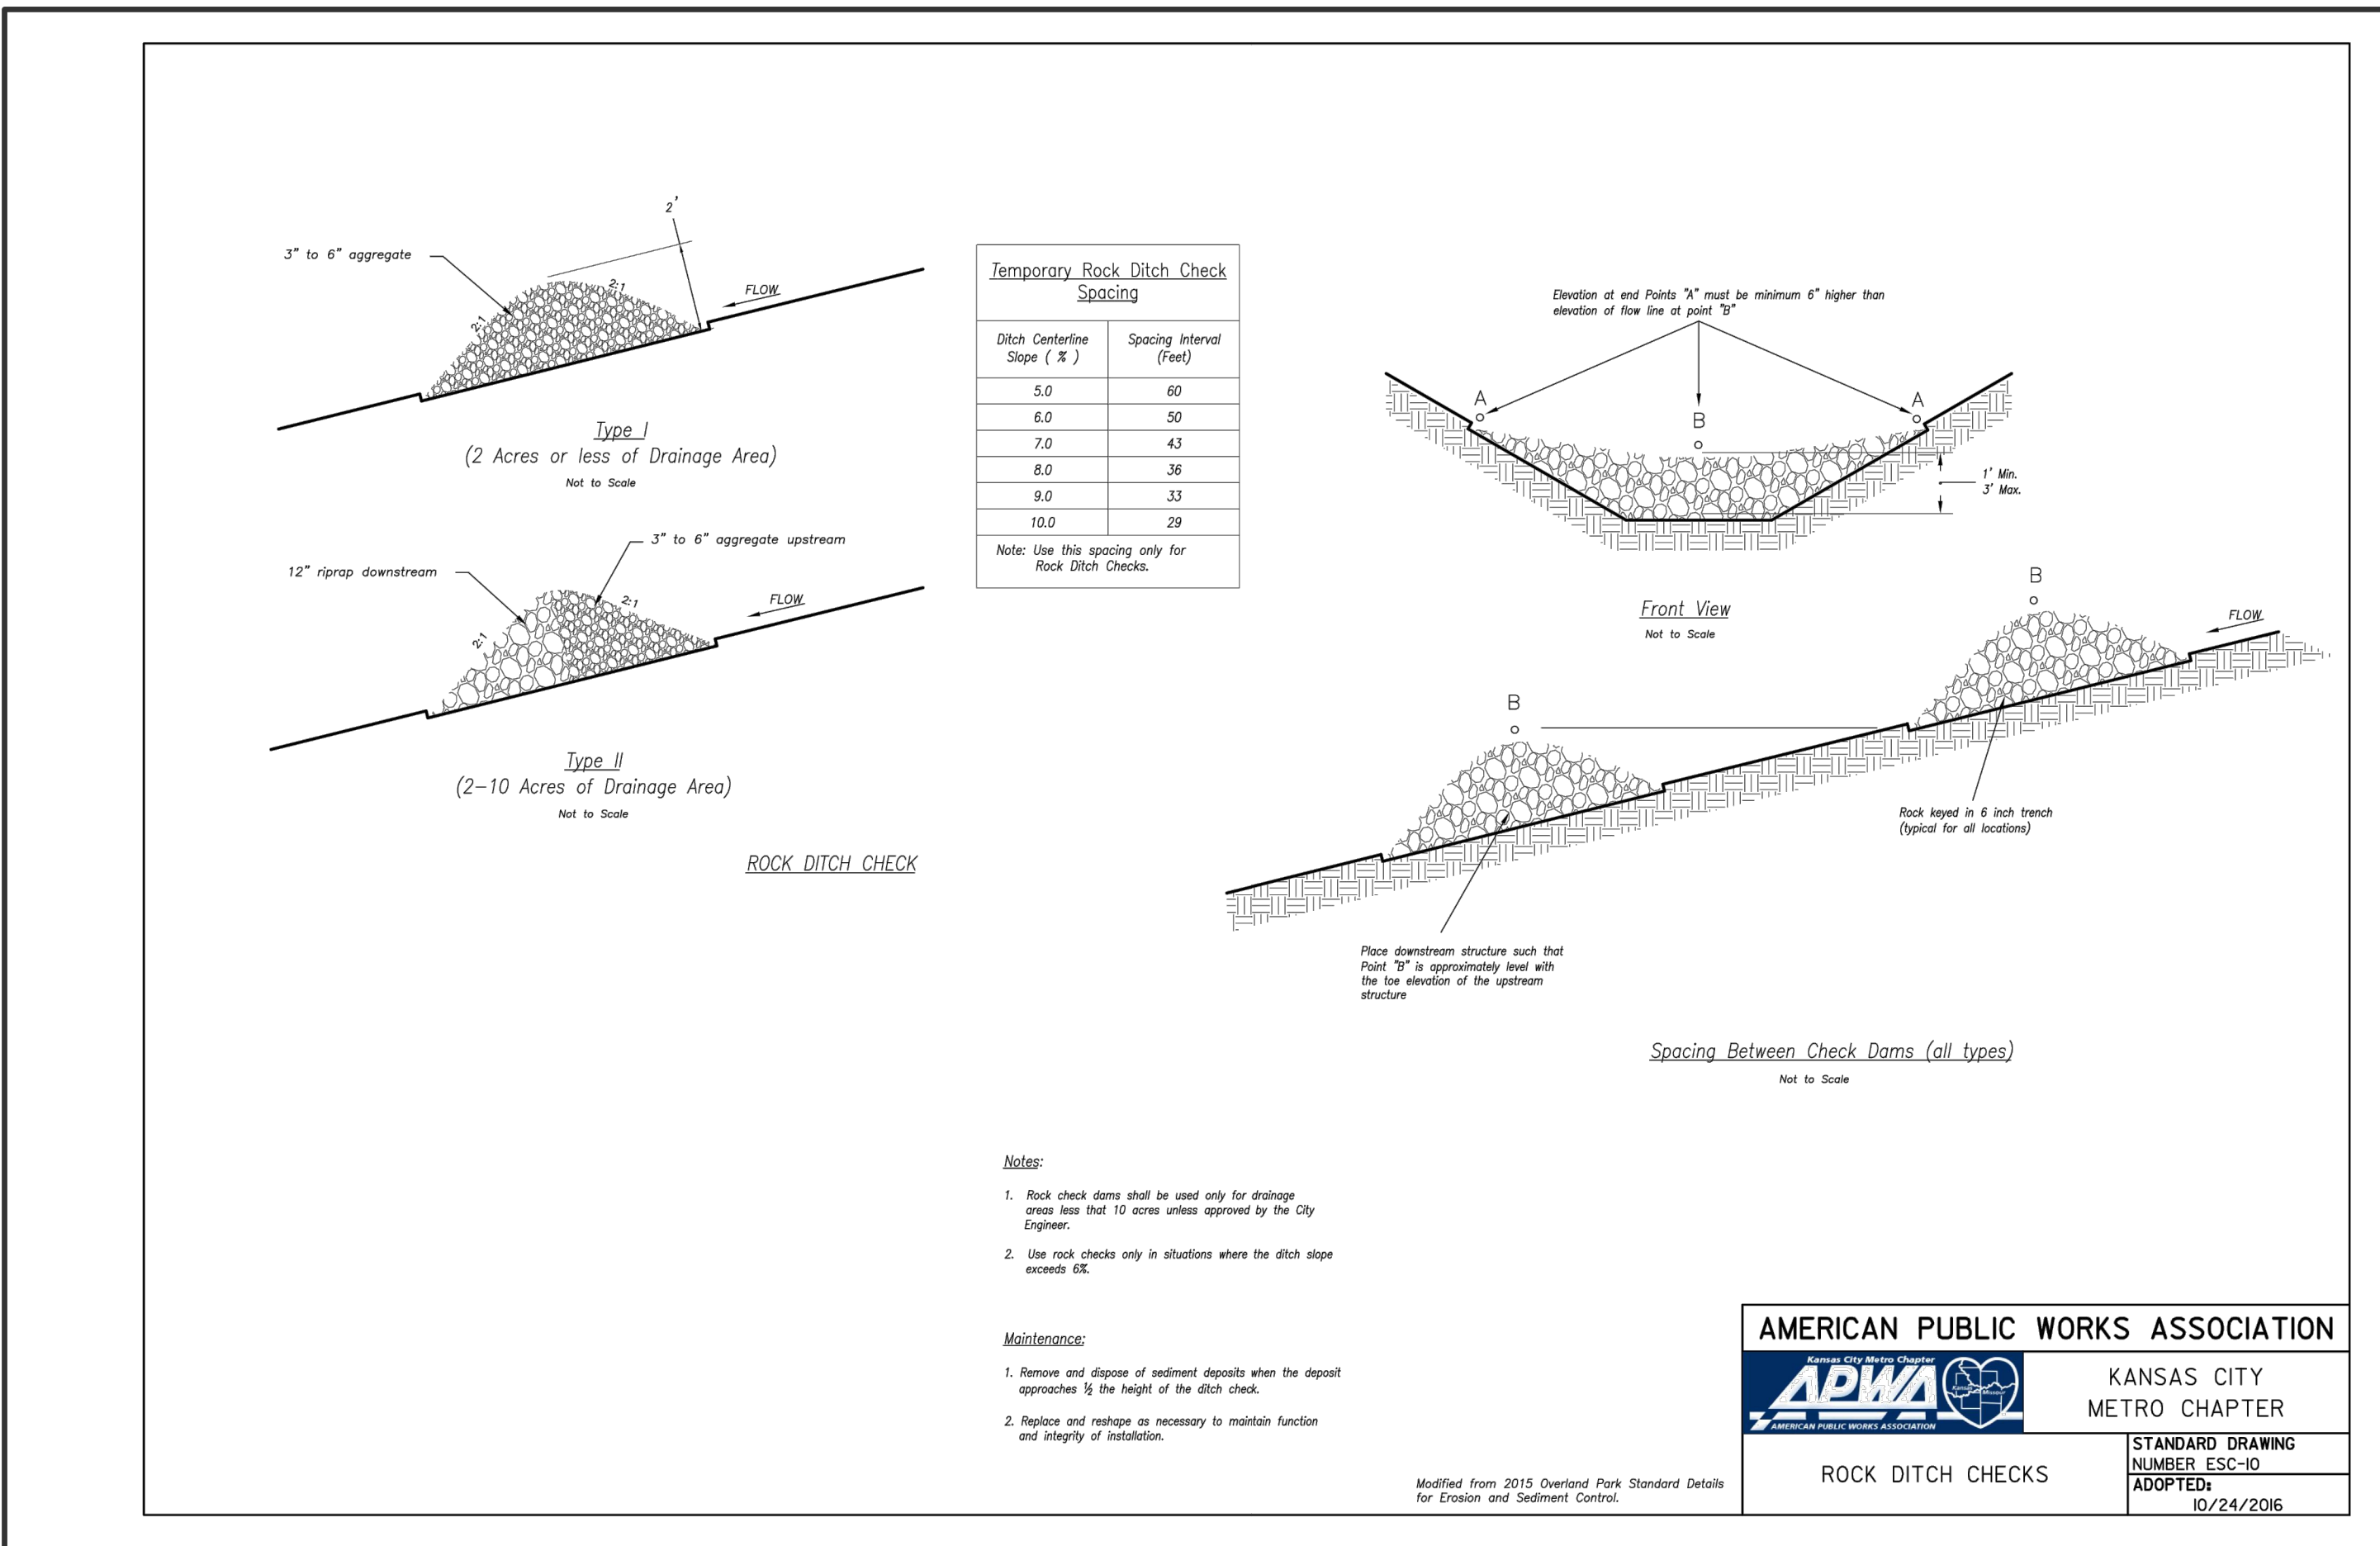 2'
3" to 6" aggregate
2:1
2:1
FLOW
Type I
(2 Acres or less of Drainage Area)
Not to Scale
3" to 6" aggregate upstream
12" riprap downstream
2:1
2:1
FLOW
Type II
(2-10 Acres of Drainage Area)
Not to Scale
ROCK DITCH CHECK
Temporary Rock Ditch Check
Spacing
Ditch Centerline
Slope ( % )
Spacing Interval
(Feet)
5.0 60
6.0 50
7.0 43
8.0 36
9.0 33
10.0 29
Note: Use this spacing only for
Rock Ditch Checks.
Elevation at end Points "A" must be minimum 6" higher than
elevation of flow line at point "B"
A
B
A
1' Min.
3' Max.
Front View
Not to Scale
B
FLOW
B
Rock keyed in 6 inch trench
(typical for all locations)
Place downstream structure such that
Point "B" is approximately level with
the toe elevation of the upstream
structure
Spacing Between Check Dams (all types)
Not to Scale
Notes:
1. Rock check dams shall be used only for drainage
areas less that 10 acres unless approved by the City
Engineer.
2. Use rock checks only in situations where the ditch slope
exceeds 6%.
Maintenance:
1. Remove and dispose of sediment deposits when the deposit
approaches ½ the height of the ditch check.
2. Replace and reshape as necessary to maintain function
and integrity of installation.
Modified from 2015 Overland Park Standard Details
for Erosion and Sediment Control.
AMERICAN PUBLIC WORKS ASSOCIATION
Kansas City Metro Chapter
APWA
Kansas
Missouri
AMERICAN PUBLIC WORKS ASSOCIATION
KANSAS CITY
METRO CHAPTER
ROCK DITCH CHECKS
STANDARD DRAWING
NUMBER ESC-10
ADOPTED:
10/24/2016